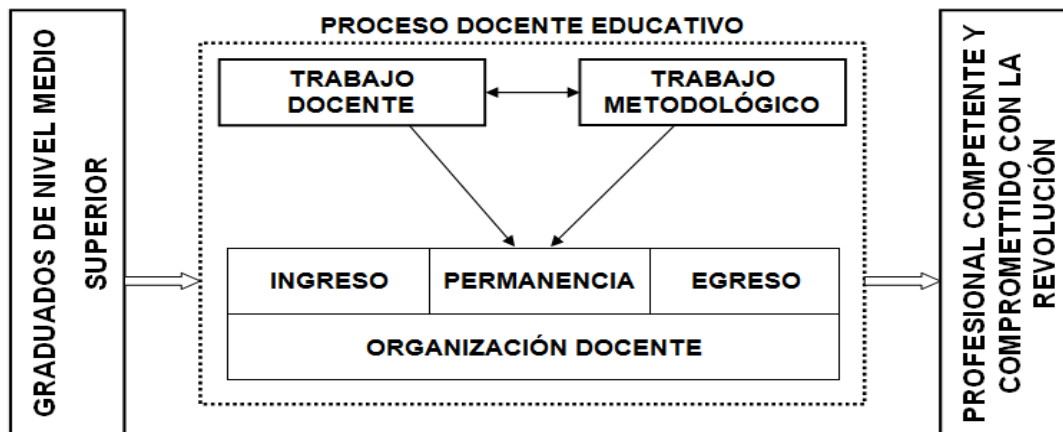 GRADUADOS DE NIVEL MEDIO
SUPERIOR
PROCESO DOCENTE EDUCATIVO
TRABAJO
DOCENTE
TRABAJO
METODOLÓGICO
INGRESO
PERMANENCIA
EGRESO
ORGANIZACIÓN DOCENTE
PROFESIONAL COMPETENTE Y
COMPROMETTIDO CON LA
REVOLUCIÓN